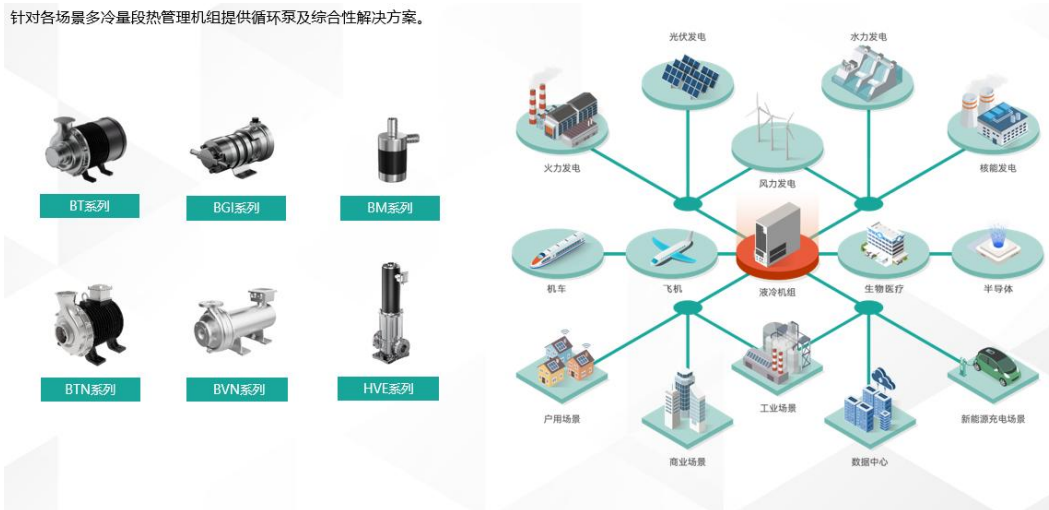 针对各场景多冷量段热管理机组提供循环泵及综合性解决方案。
BT系列
BGI系列
BM系列
BTN系列
BVN系列
HVE系列
光伏发电
水力发电
火力发电
风力发电
核能发电
机车
飞机
液冷机组
生物医疗
半导体
户用场景
商业场景
工业场景
数据中心
新能源充电场景